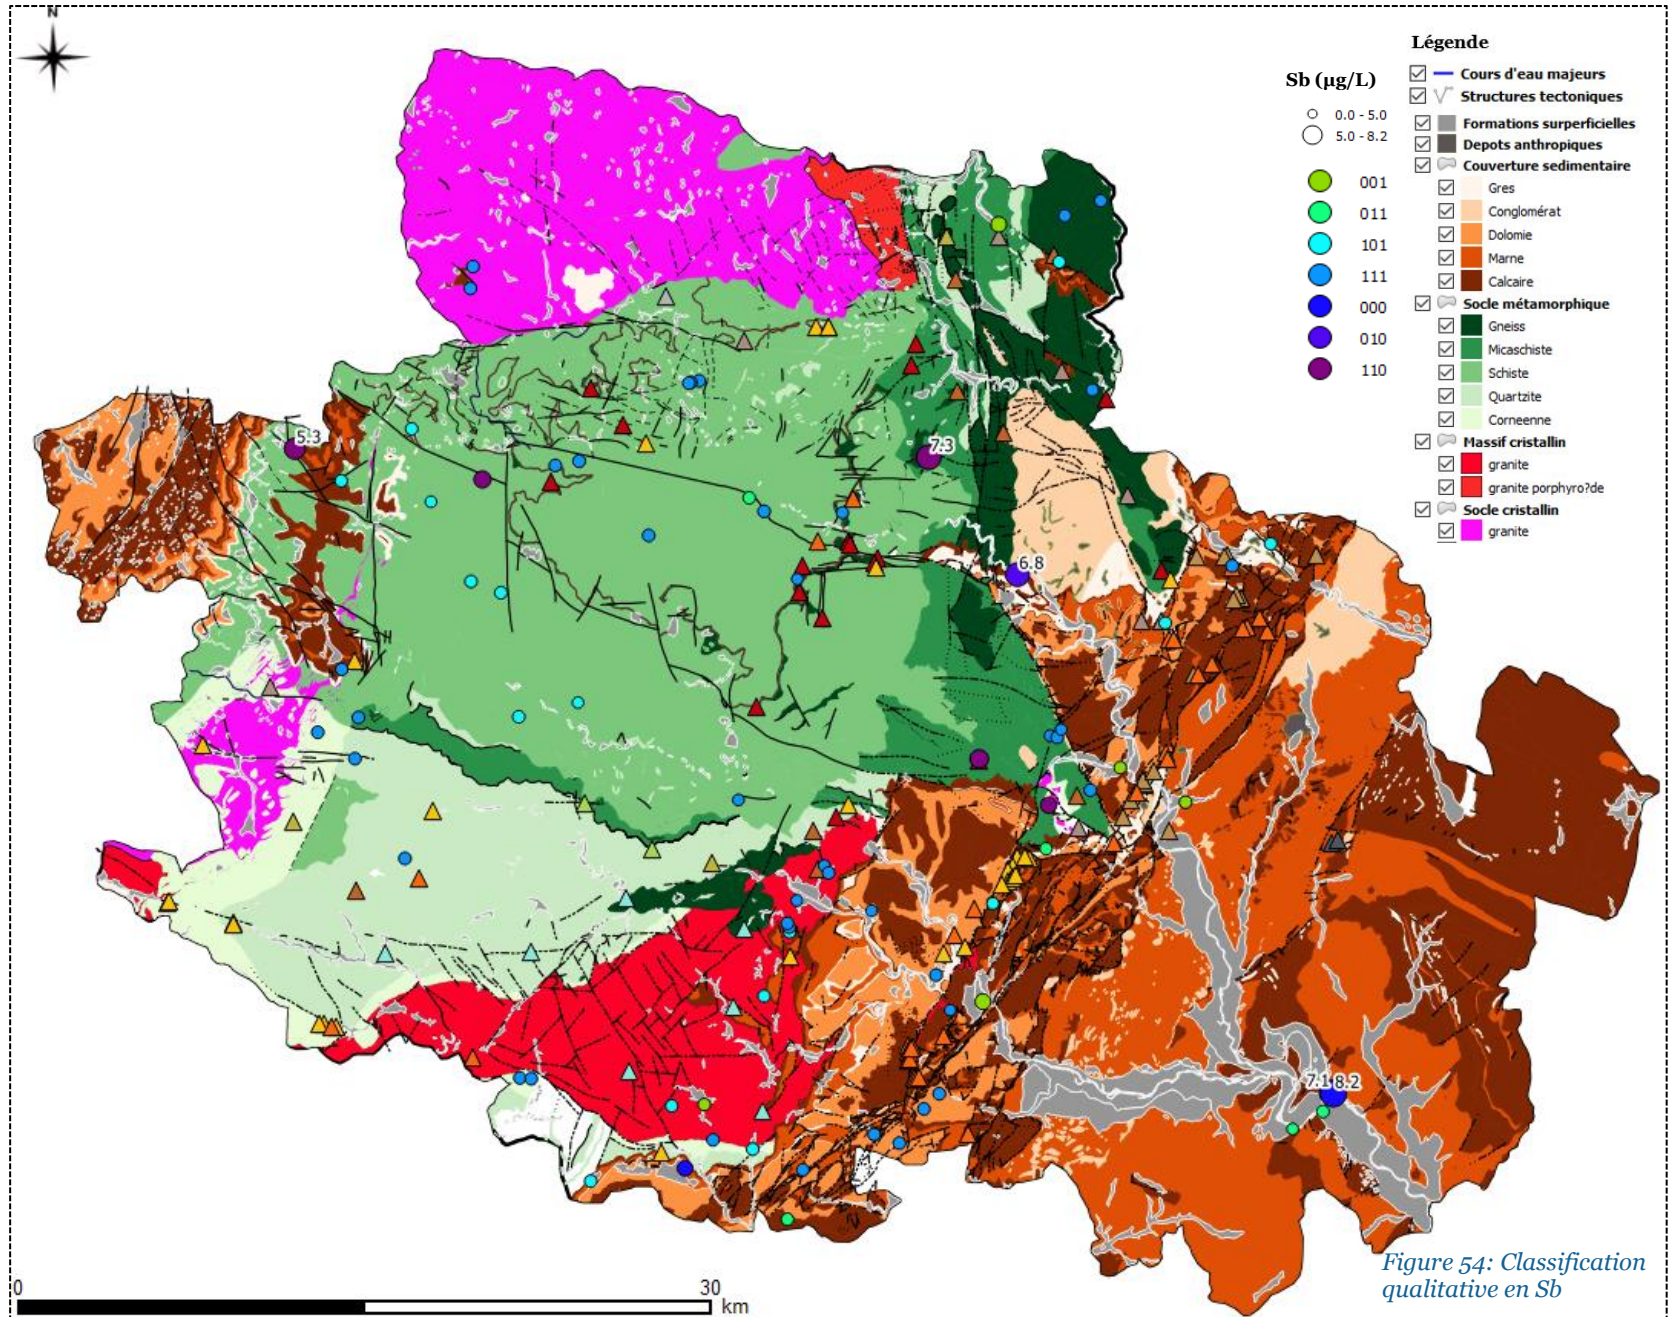 N
Légende
Sb (µg/L)
0.0 - 5.0
5.0 - 8.2
001
011
101
111
000
010
110
Cours d'eau majeurs
Structures tectoniques
Formations surperficielles
Depots anthropiques
Couverture sedimentaire
Gres
Conglomérat
Dolomie
Marne
Calcaire
Socle métamorphique
Gneiss
Micaschiste
Schiste
Quartzite
Corneenne
Massif cristallin
granite
granite porphyro?de
Socle cristallin
granite
5.3
7.3
6.8
7.1 8.2
0
30
km
Figure 54: Classification
qualitative en Sb